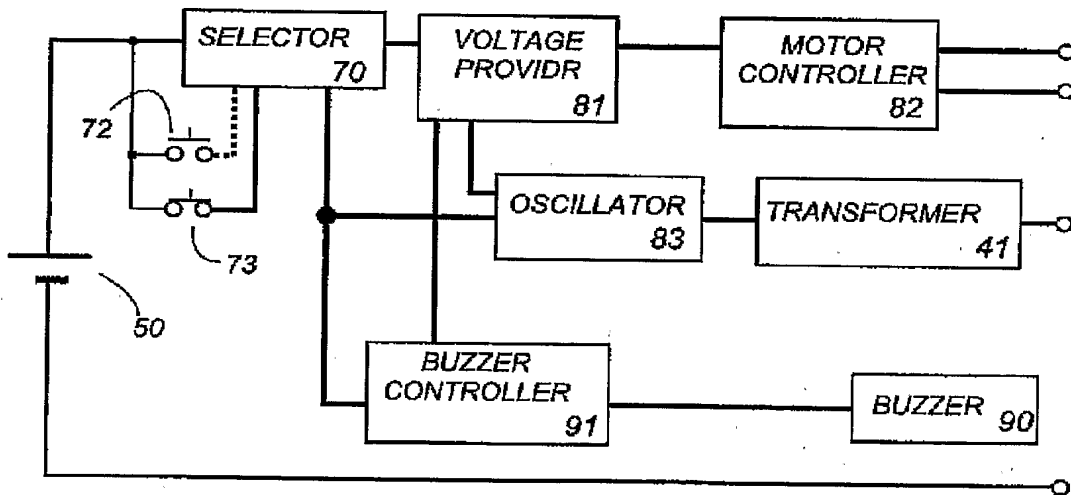 SELECTOR
70
VOLTAGE
PROVIDR
81
MOTOR
CONTROLLER
82
72
73
50
OSCILLATOR
83
TRANSFORMER
41
BUZZER
CONTROLLER
91
BUZZER 90